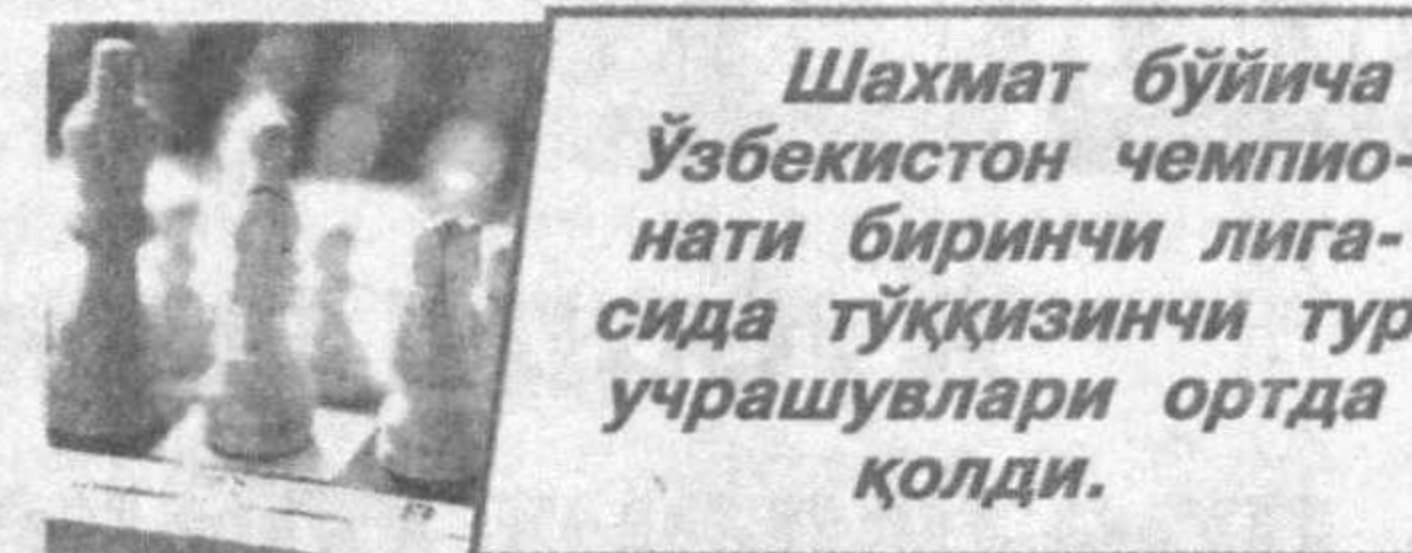 Шахмат бўйича
Ўзбекистон чемпио-
нати биринчи лига-
сида тўққизинчи тур
учрашувлари ортда
қолди.